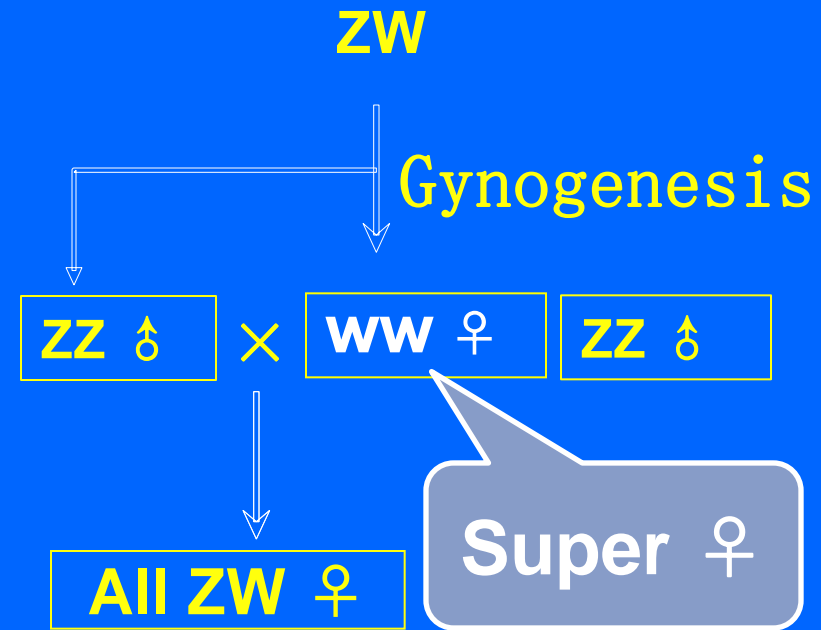 ZW
Gynogenesis
ZZ ♂ × WW ♀ ZZ ♂
Super ♀
All ZW ♀